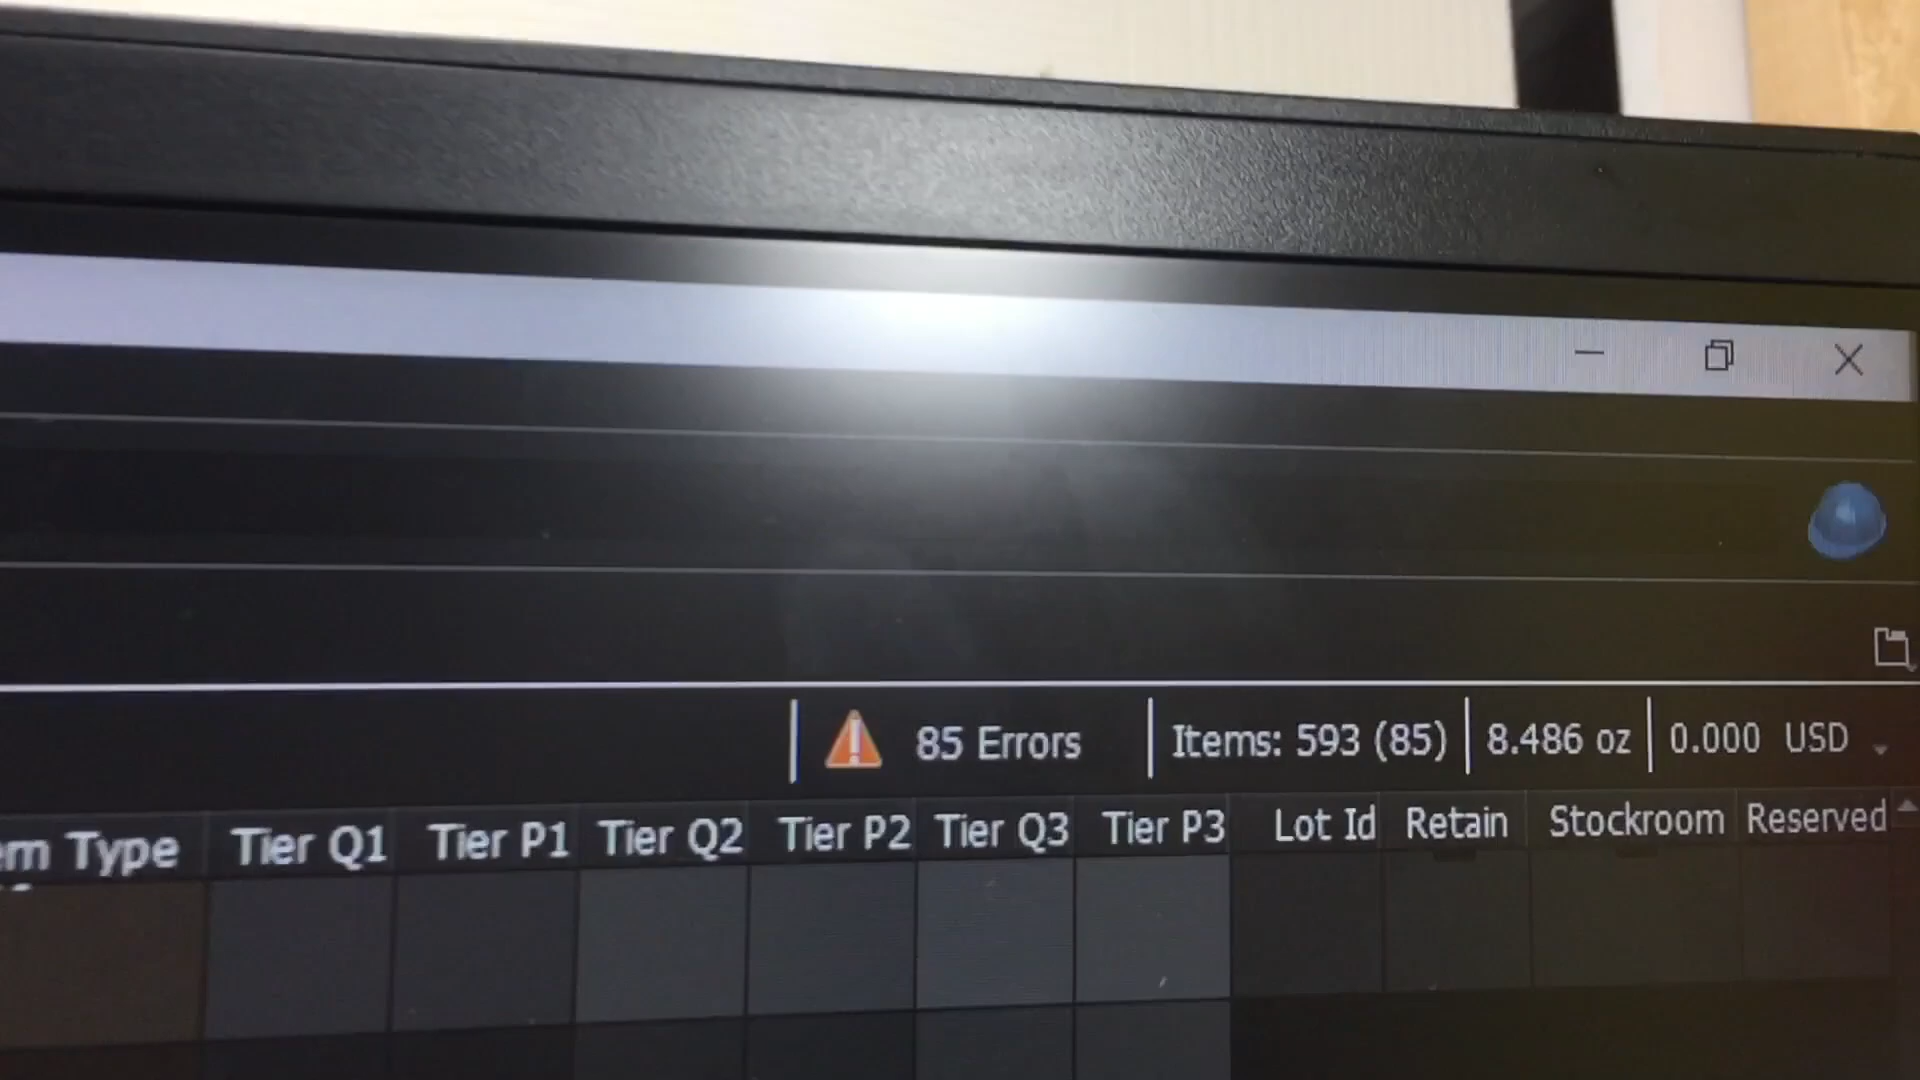 85 Errors Items: 593 (85) 8.486 oz 0.000 USD
Type Tier Q1 Tier P1 Tier Q2 Tier P2 Tier Q3 Tier P3 Lot Id Retain Stockroom Reserved